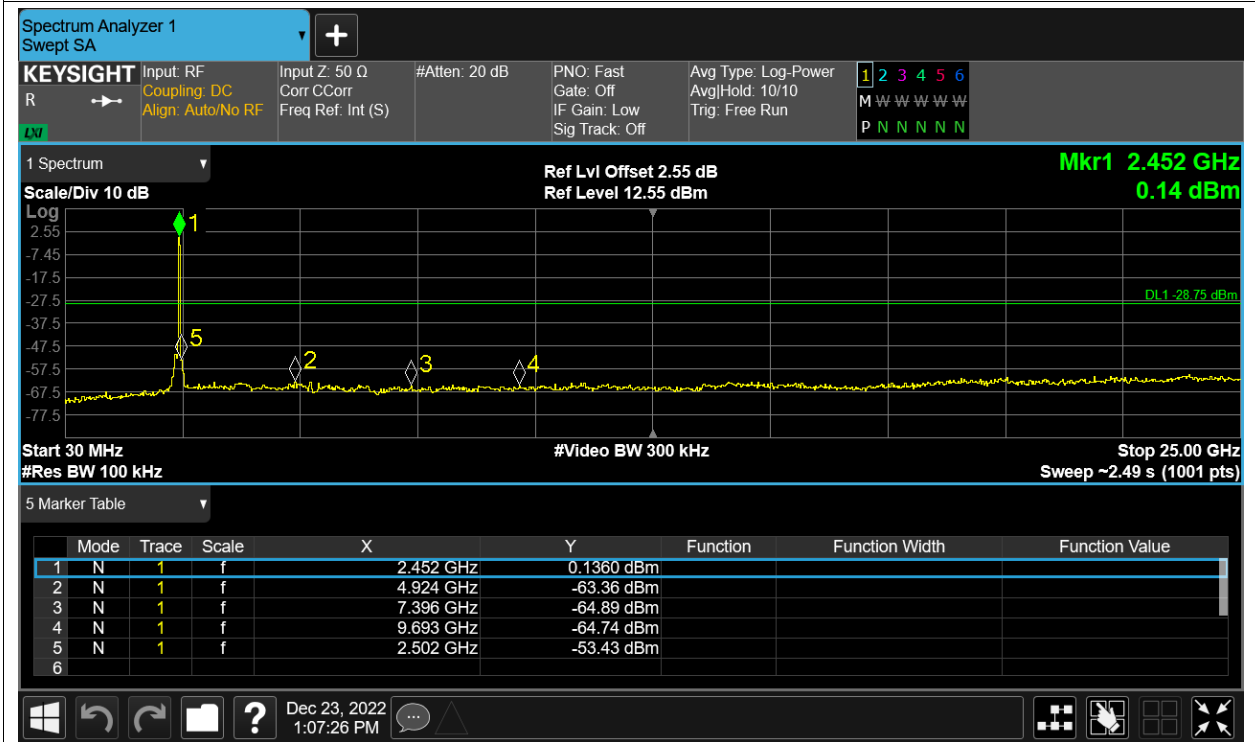 Spectrum Analyzer 1
Swept SA
+
KEYSIGHT
R
LXI
Input: RF
Coupling: DC
Align: Auto/No RF
Input Z: 50 Ω
Corr CCorr
Freq Ref: Int (S)
#Atten: 20 dB
PNO: Fast
Gate: Off
IF Gain: Low
Sig Track: Off
Avg Type: Log-Power
Avg|Hold: 10/10
Trig: Free Run
1 2 3 4 5 6
M W W W W W
P N N N N N
1 Spectrum
Scale/Div 10 dB
Ref Lvl Offset 2.55 dB
Ref Level 12.55 dBm
Mkr1 2.452 GHz
0.14 dBm
Log
2.55
-7.45
-17.5
-27.5
-37.5
-47.5
-57.5
-67.5
-77.5
1
5
2
3
4
DL1 -28.75 dBm
Start 30 MHz
#Video BW 300 kHz
Stop 25.00 GHz
#Res BW 100 kHz
Sweep ~2.49 s (1001 pts)
5 Marker Table
Mode Trace Scale X Y Function Function Width Function Value
1 N 1 f 2.452 GHz 0.1360 dBm
2 N 1 f 4.924 GHz -63.36 dBm
3 N 1 f 7.396 GHz -64.89 dBm
4 N 1 f 9.693 GHz -64.74 dBm
5 N 1 f 2.502 GHz -53.43 dBm
6
?
Dec 23, 2022
1:07:26 PM